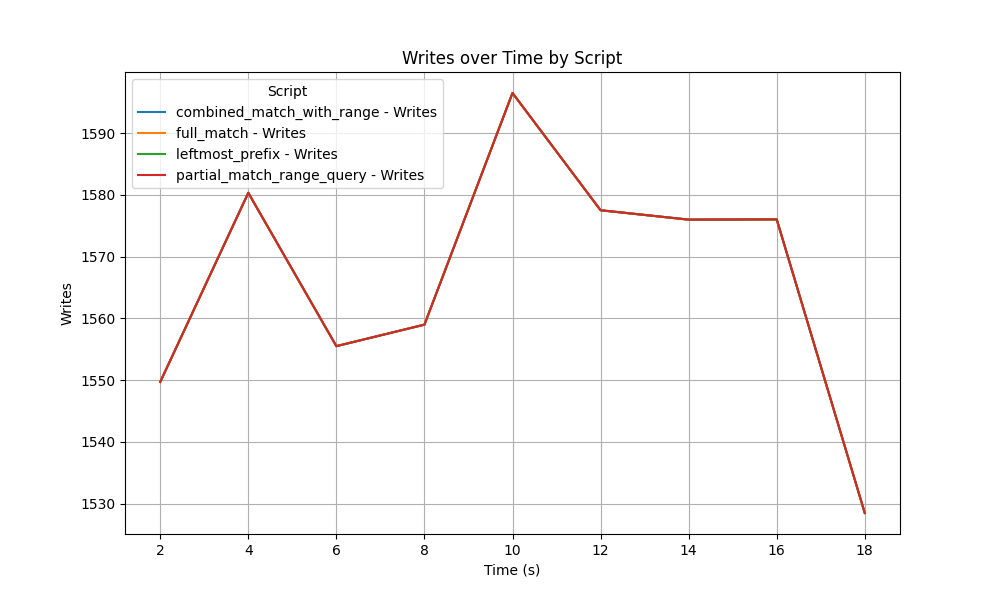 Writes over Time by Script
Script
combined_match_with_range - Writes
full_match - Writes
leftmost_prefix - Writes
partial_match_range_query - Writes
Writes
1590
1580
1570
1560
1550
1540
1530
2 4 6 8 10 12 14 16 18
Time (s)